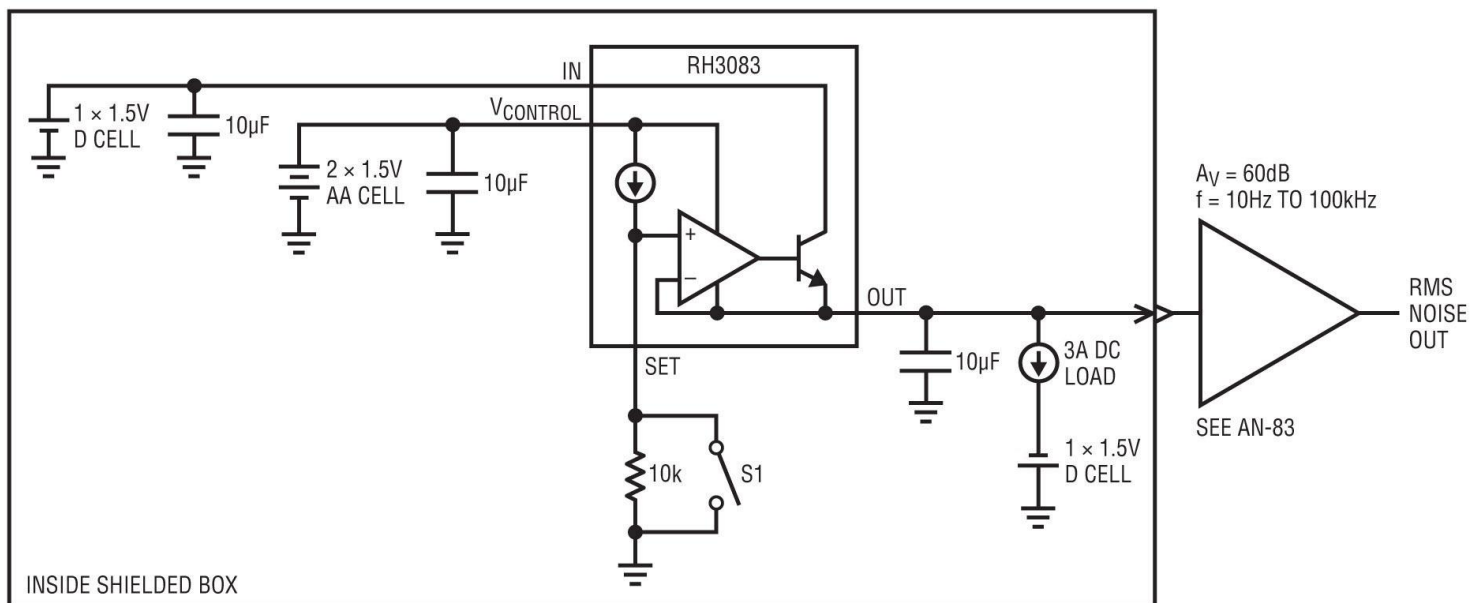 RH3083
IN
1 × 1.5V
D CELL
10µF
VCONTROL
2 × 1.5V
AA CELL
10µF
+
−
OUT
SET
10k
S1
10µF
3A DC
LOAD
1 × 1.5V
D CELL
AV = 60dB
f = 10Hz TO 100kHz
RMS
NOISE
OUT
SEE AN-83
INSIDE SHIELDED BOX